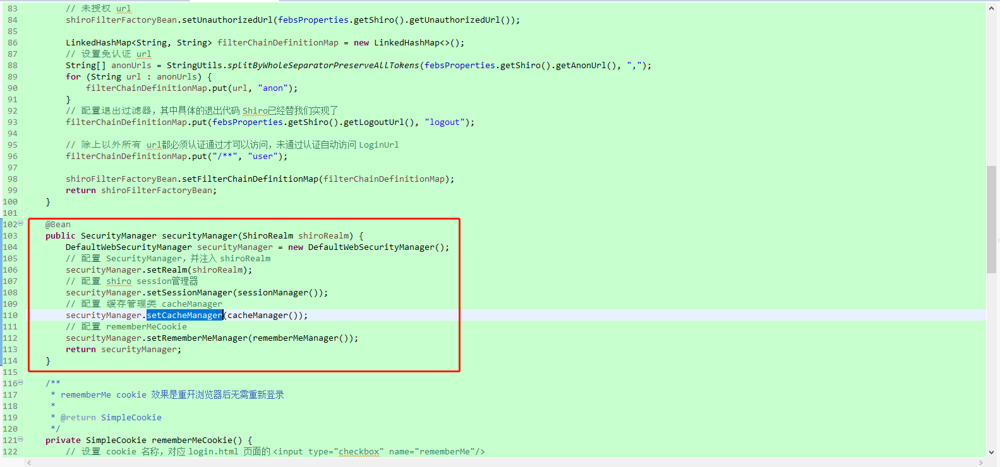 83 // 未授权 url
84 shiroFilterFactoryBean.setUnauthorizedUrl(febsProperties.getShiro().getUnauthorizedUrl());
85
86 LinkedHashMap<String, String> filterChainDefinitionMap = new LinkedHashMap<>();
87 // 设置免认证 url
88 String[] anonUrls = StringUtils.splitByWholeSeparatorPreserveAllTokens(febsProperties.getShiro().getAnonUrl(), ",");
89 for (String url : anonUrls) {
90 filterChainDefinitionMap.put(url, "anon");
91 }
92 // 配置退出过滤器，其中具体的退出代码 Shiro已经替我们实现了
93 filterChainDefinitionMap.put(febsProperties.getShiro().getLogoutUrl(), "logout");
94
95 // 除上以外所有 url都必须认证通过才可以访问，未通过认证自动访问 LoginUrl
96 filterChainDefinitionMap.put("/**", "user");
97
98 shiroFilterFactoryBean.setFilterChainDefinitionMap(filterChainDefinitionMap);
99 return shiroFilterFactoryBean;
100 }
101
102 @Bean
103 public SecurityManager securityManager(ShiroRealm shiroRealm) {
104 DefaultWebSecurityManager securityManager = new DefaultWebSecurityManager();
105 // 配置 SecurityManager，并注入 shiroRealm
106 securityManager.setRealm(shiroRealm);
107 // 配置 shiro session管理器
108 securityManager.setSessionManager(sessionManager());
109 // 配置 缓存管理类 cacheManager
110 securityManager.setCacheManager(cacheManager());
111 // 配置 rememberMeCookie
112 securityManager.setRememberMeManager(rememberMeManager());
113 return securityManager;
114 }
115
116 /**
117 * rememberMe cookie 效果是重开浏览器后无需重新登录
118 *
119 * @return SimpleCookie
120 */
121 private SimpleCookie rememberMeCookie() {
122 // 设置 cookie 名称，对应 login.html 页面的 <input type="checkbox" name="rememberMe"/>